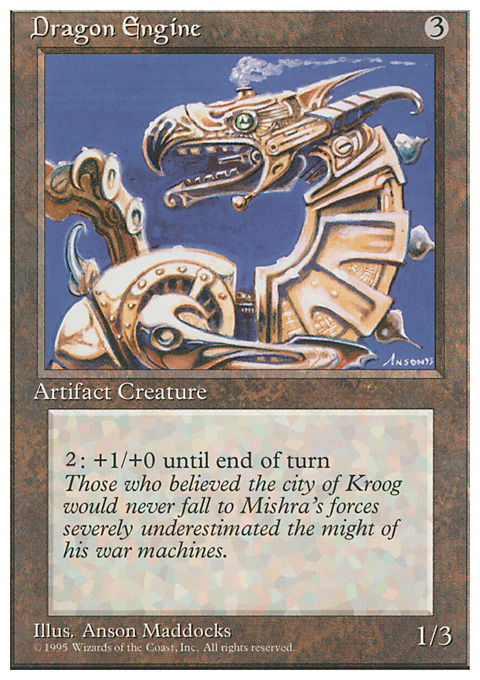 Dragon Engine 3
ANSON93
Artifact Creature
2: +1/+0 until end of turn
Those who believed the city of Kroog
would never fall to Mishra's forces
severely underestimated the might of
his war machines.
Illus. Anson Maddocks
© 1995 Wizards of the Coast, Inc. All rights reserved.
1/3